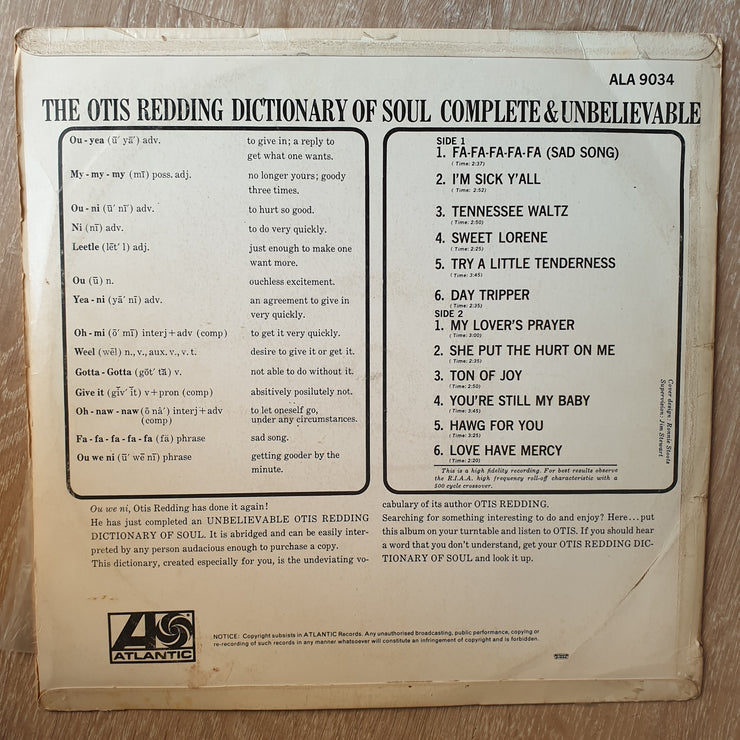 ALA 9034
THE OTIS REDDING DICTIONARY OF SOUL COMPLETE & UNBELIEVABLE
Ou - yea (ū′ yā′) adv. to give in; a reply to
get what one wants.
My - my - my (mī) poss. adj. no longer yours; goody
three times.
Ou - ni (ū′ nī′) adv. to hurt so good.
Ni (nī) adv. to do very quickly.
Leetle (lēt′ l) adj. just enough to make one
want more.
Ou (ū) n. ouchless excitement.
Yea - ni (yā′ nī) adv. an agreement to give in
very quickly.
Oh - mi (ō′ mī) interj + adv (comp) to get it very quickly.
Weel (wēl) n., v., aux. v., v. t. desire to give it or get it.
Gotta - Gotta (gŏt′ tă) v. not able to do without it.
Give it (gĭv′ ĭt) v + pron (comp) absitively posilutely not.
Oh - naw - naw (ō nâ′) interj + adv to let oneself go,
(comp) under any circumstances.
Fa - fa - fa - fa - fa (fä) phrase sad song.
Ou we ni (ū′ wē nī) phrase getting gooder by the
minute.
SIDE 1
1. FA-FA-FA-FA-FA (SAD SONG)
( Time: 2:37)
2. I'M SICK Y'ALL
( Time: 2:52)
3. TENNESSEE WALTZ
( Time: 2:50)
4. SWEET LORENE
( Time: 2:25)
5. TRY A LITTLE TENDERNESS
( Time: 3:45)
6. DAY TRIPPER
( Time: 2:35)
SIDE 2
1. MY LOVER'S PRAYER
( Time: 3:00)
2. SHE PUT THE HURT ON ME
( Time: 2:35)
3. TON OF JOY
( Time: 2:50)
4. YOU'RE STILL MY BABY
( Time: 3:45)
5. HAWG FOR YOU
( Time: 3:25)
6. LOVE HAVE MERCY
( Time: 2:20)
This is a high fidelity recording. For best results observe
the R.I.A.A. high frequency roll-off characteristic with a
500 cycle crossover.
Cover design: Ronnie Stoots
Supervision: Jim Stewart
Ou we ni, Otis Redding has done it again!
He has just completed an UNBELIEVABLE OTIS REDDING
DICTIONARY OF SOUL. It is abridged and can be easily inter-
preted by any person audacious enough to purchase a copy.
This dictionary, created especially for you, is the undeviating vo-
cabulary of its author OTIS REDDING.
Searching for something interesting to do and enjoy? Here...put
this album on your turntable and listen to OTIS. If you should hear
a word that you don't understand, get your OTIS REDDING DIC-
TIONARY OF SOUL and look it up.
ATLANTIC
NOTICE: Copyright subsists in ATLANTIC Records. Any unauthorised broadcasting, public performance, copying or
re-recording of such records in any manner whatsoever will constitute an infringement of copyright and is forbidden.